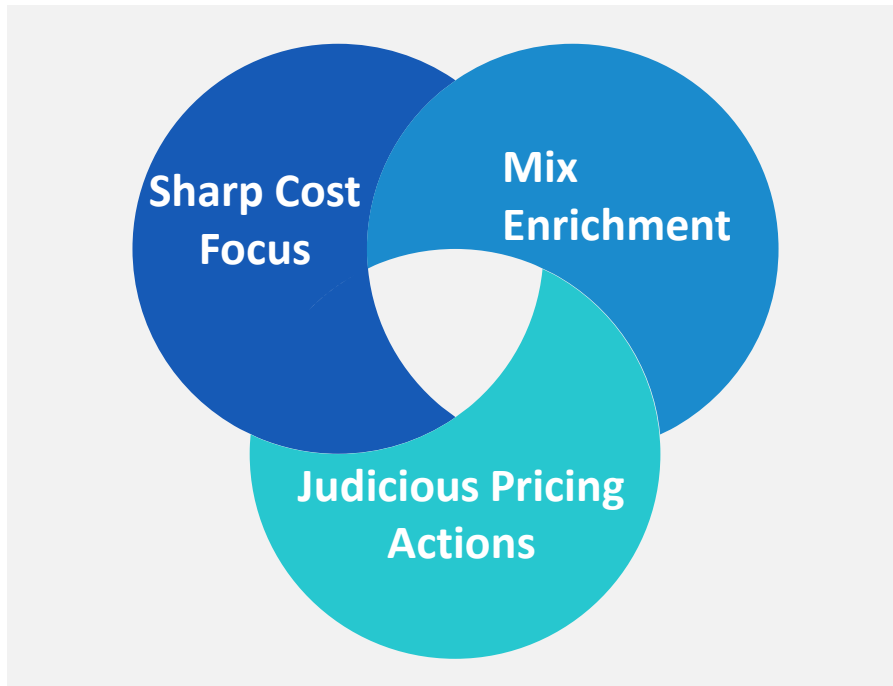 Sharp Cost
Focus
Mix
Enrichment
Judicious Pricing
Actions